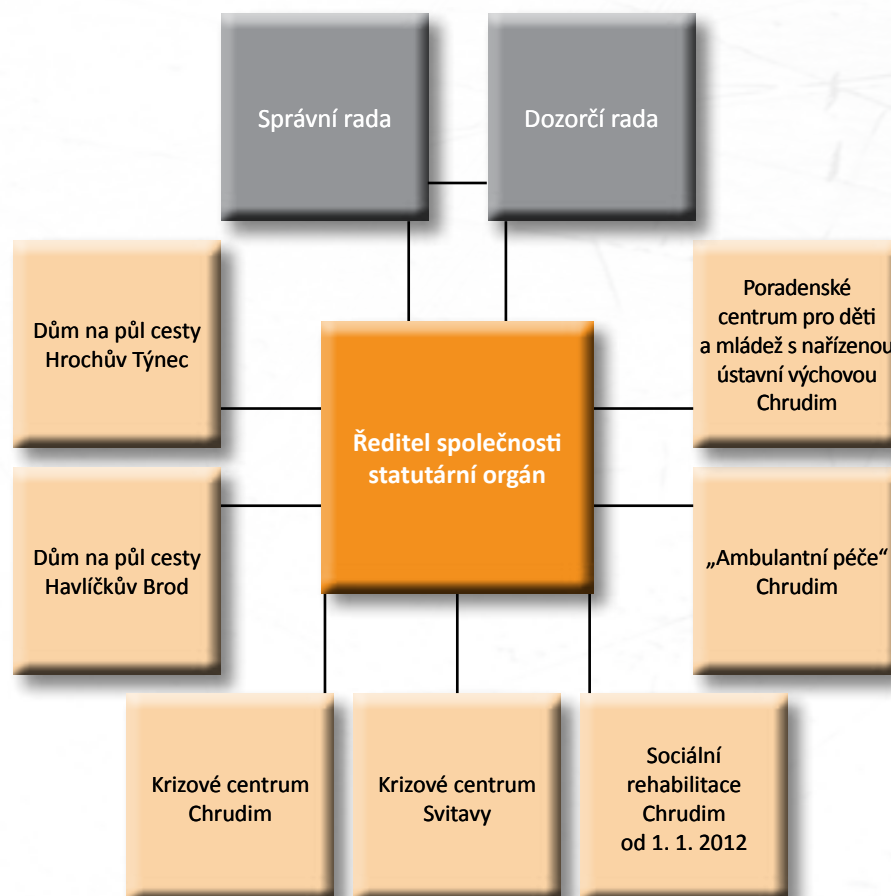 Správní rada
Dozorčí rada
Dům na půl cesty
Hrochův Týnec
Poradenské
centrum pro děti
a mládež s nařízenou
ústavní výchovou
Chrudim
Ředitel společnosti
statutární orgán
Dům na půl cesty
Havlíčkův Brod
„Ambulantní péče“
Chrudim
Krizové centrum
Chrudim
Krizové centrum
Svitavy
Sociální
rehabilitace
Chrudim
od 1. 1. 2012